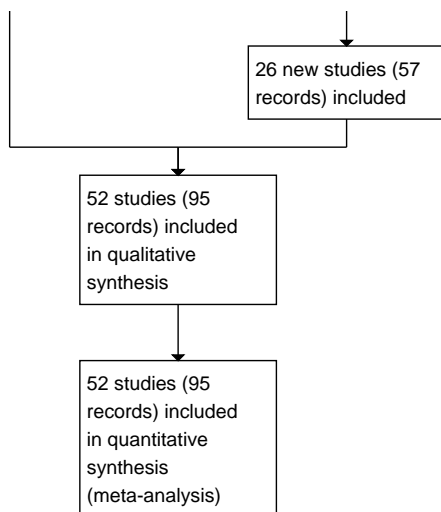 26 new studies (57
records) included
52 studies (95
records) included
in qualitative
synthesis
52 studies (95
records) included
in quantitative
synthesis
(meta-analysis)